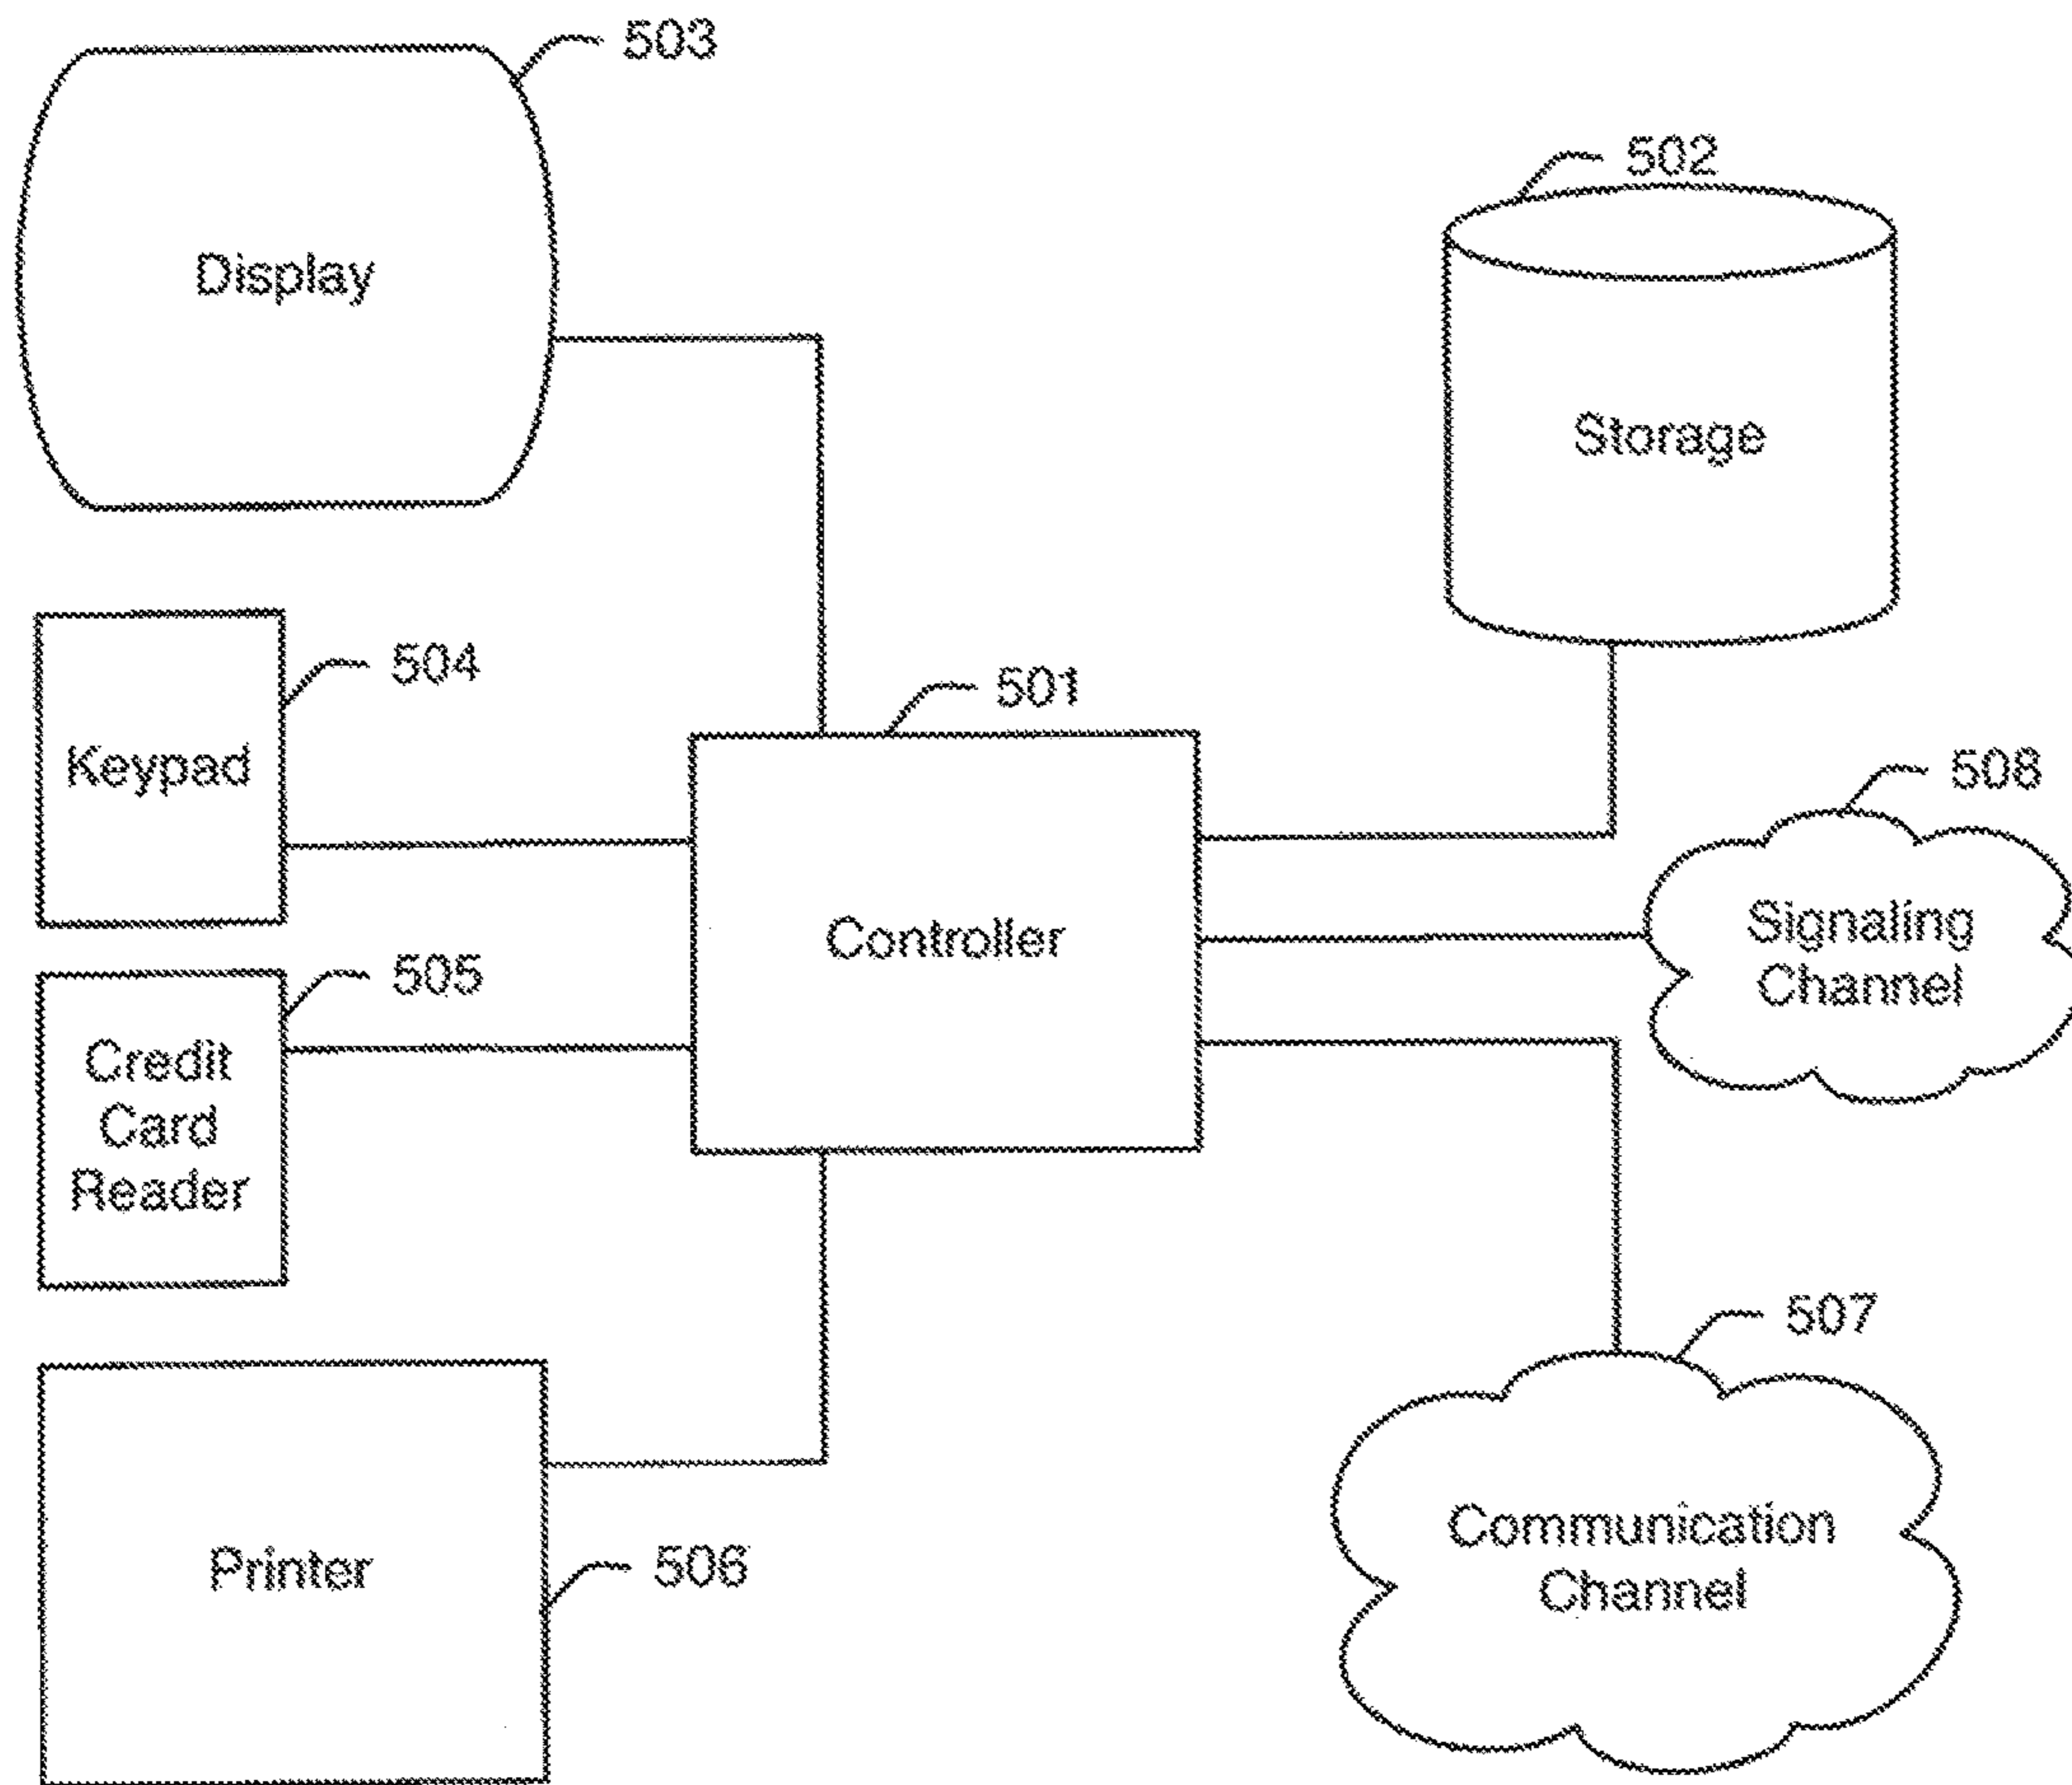 503
Display
502
Storage
504
Keypad
501
Controller
508
Signaling
Channel
505
Credit
Card
Reader
507
Communication
Channel
506
Printer